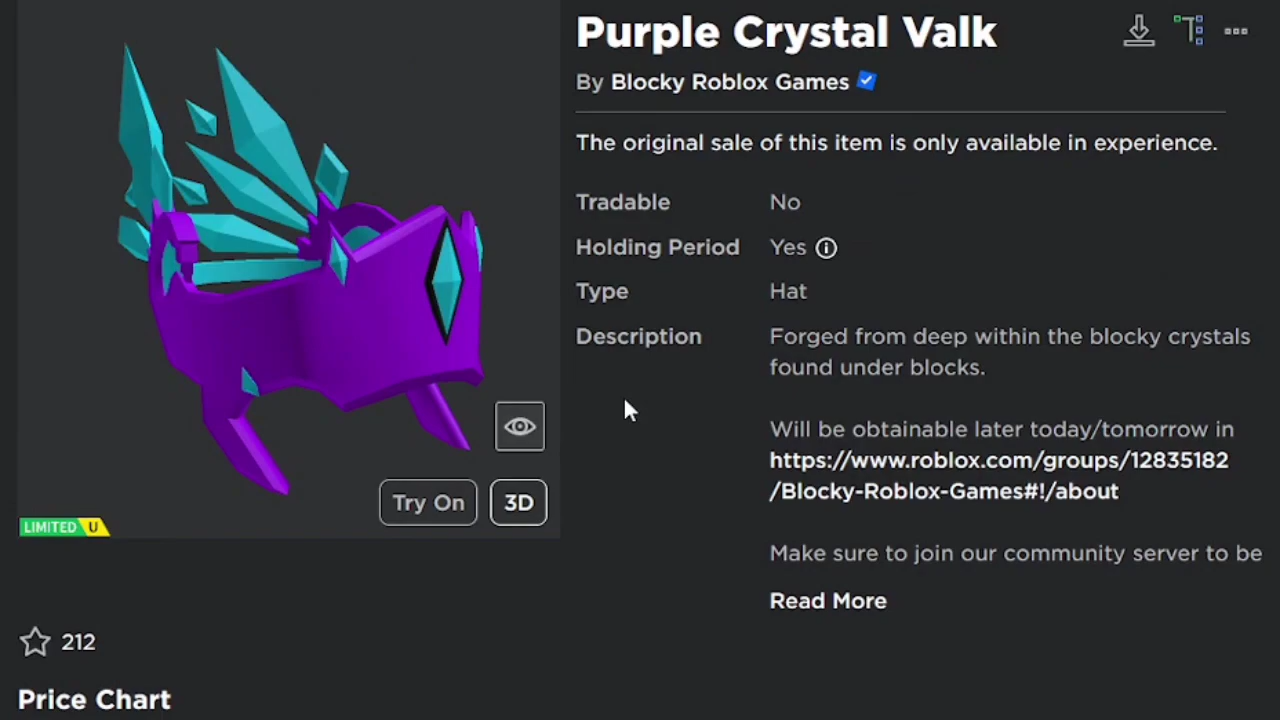 Purple Crystal Valk
By Blocky Roblox Games
The original sale of this item is only available in experience.
Tradable No
Holding Period Yes
Type Hat
Description Forged from deep within the blocky crystals
found under blocks.
Will be obtainable later today/tomorrow in
https://www.roblox.com/groups/12835182
/Blocky-Roblox-Games#!/about
Make sure to join our community server to be
Read More
Try On 3D
LIMITED U
212
Price Chart